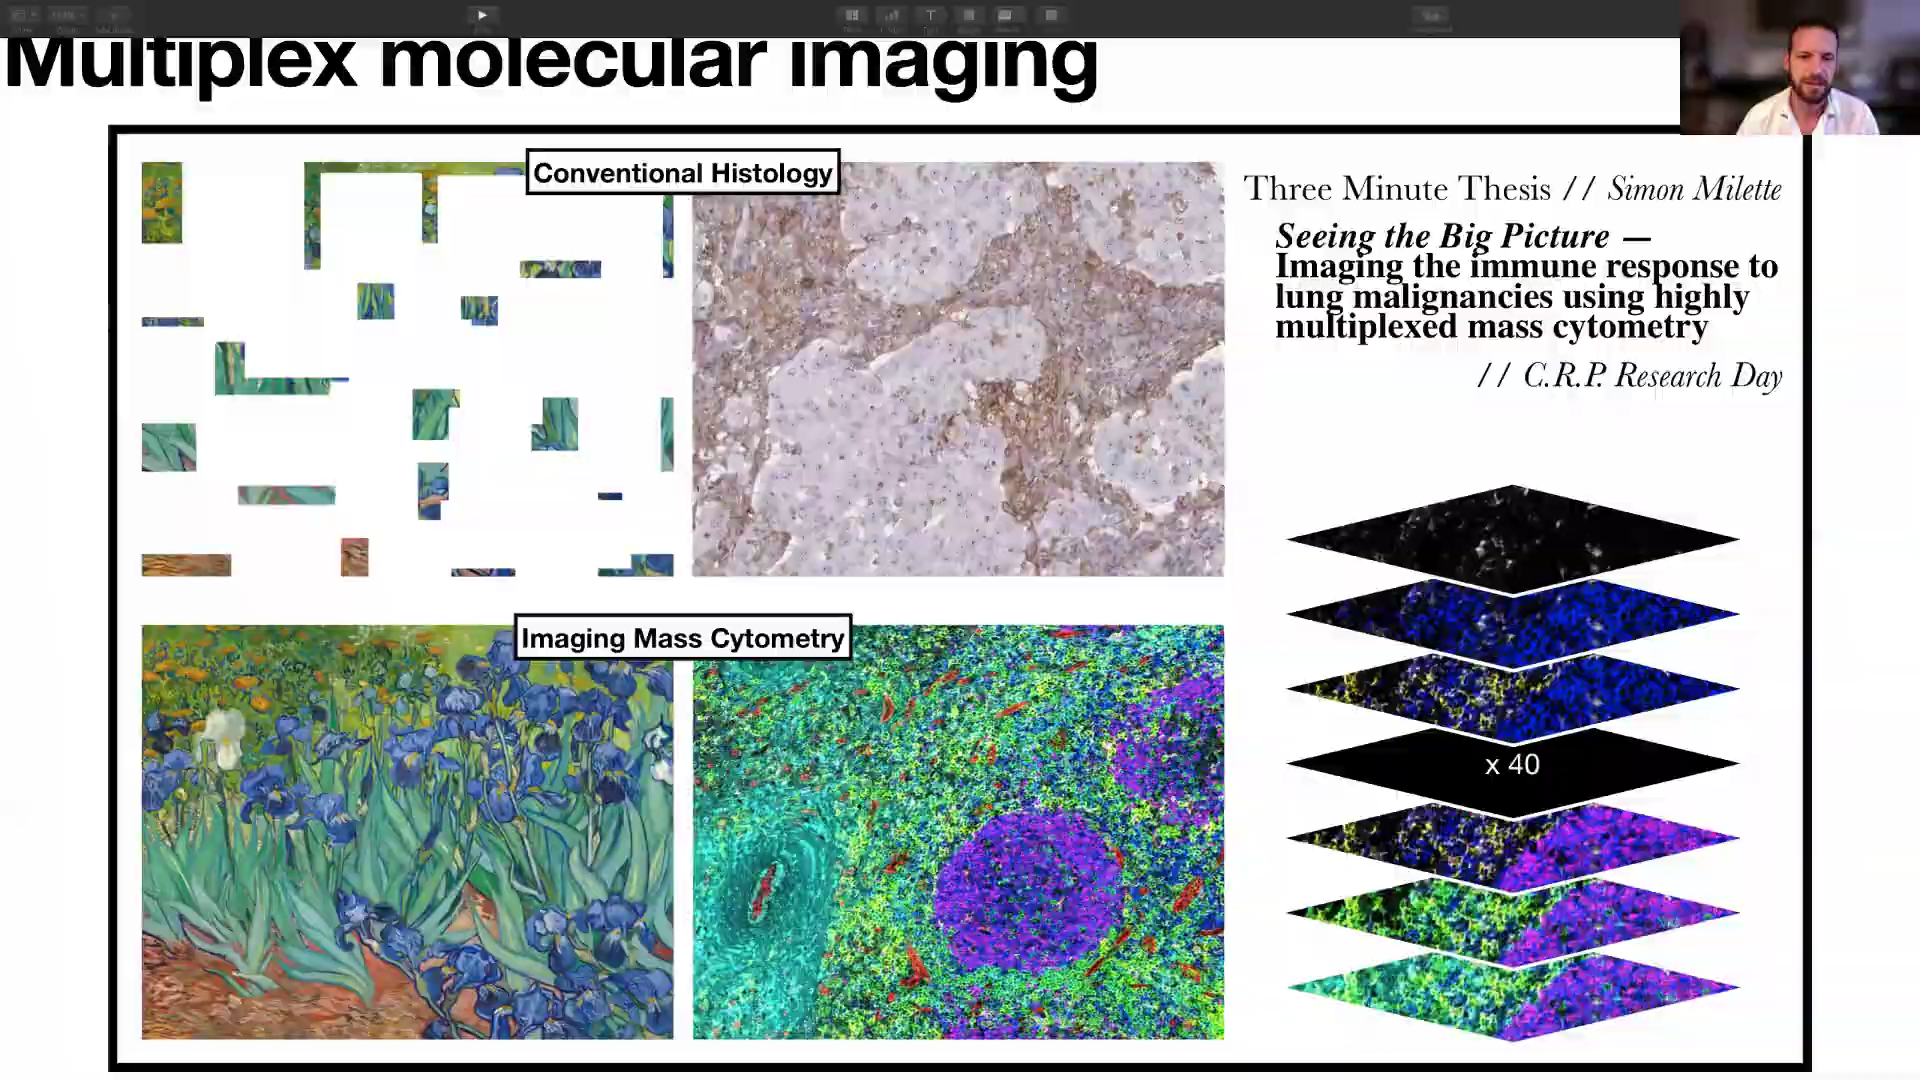 Multiplex molecular imaging
Conventional Histology
Three Minute Thesis // Simon Milette
Seeing the Big Picture —
Imaging the immune response to
lung malignancies using highly
multiplexed mass cytometry
// C.R.P. Research Day
Imaging Mass Cytometry
x 40